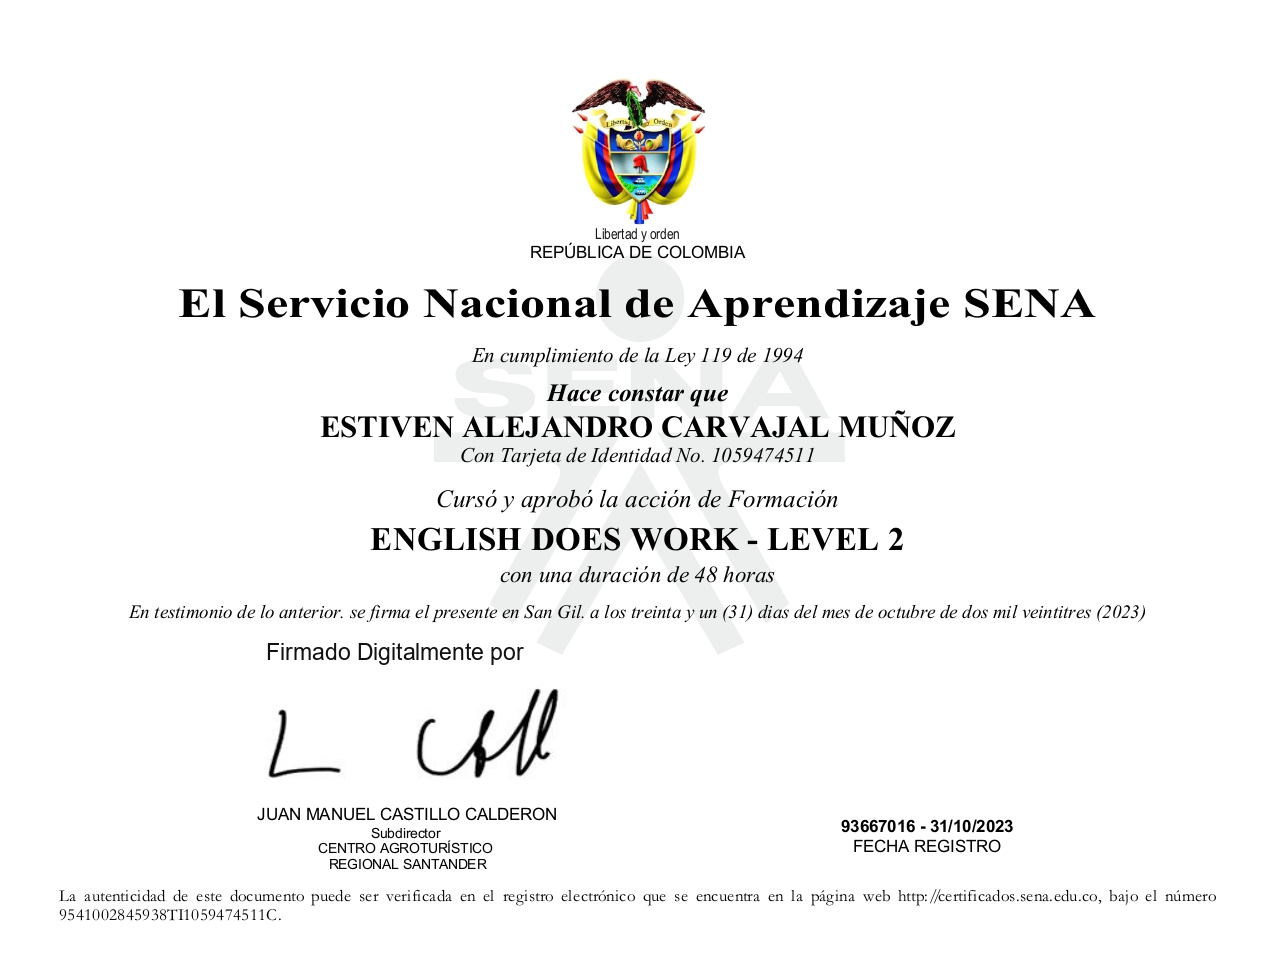 Libertad y Orden
Libertad y orden
REPÚBLICA DE COLOMBIA
El Servicio Nacional de Aprendizaje SENA
En cumplimiento de la Ley 119 de 1994
SENA
Hace constar que
ESTIVEN ALEJANDRO CARVAJAL MUÑOZ
Con Tarjeta de Identidad No. 1059474511
Cursó y aprobó la acción de Formación
ENGLISH DOES WORK - LEVEL 2
con una duración de 48 horas
En testimonio de lo anterior. se firma el presente en San Gil. a los treinta y un (31) dias del mes de octubre de dos mil veintitres (2023)
Firmado Digitalmente por
JUAN MANUEL CASTILLO CALDERON
Subdirector
CENTRO AGROTURÍSTICO
REGIONAL SANTANDER
93667016 - 31/10/2023
FECHA REGISTRO
La autenticidad de este documento puede ser verificada en el registro electrónico que se encuentra en la página web http://certificados.sena.edu.co, bajo el número
9541002845938TI1059474511C.